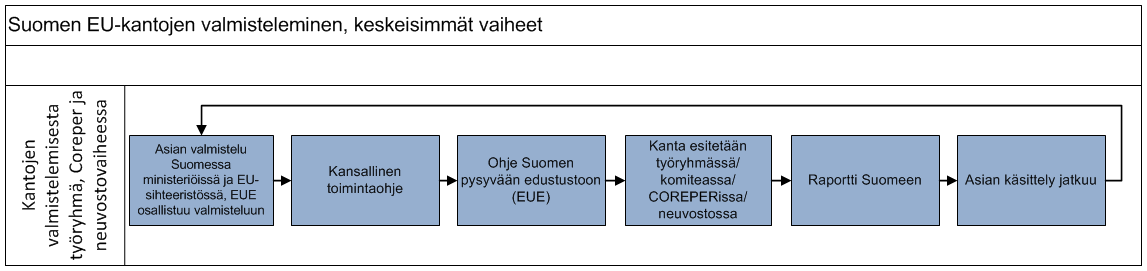 Suomen EU-kantojen valmisteleminen, keskeisimmät vaiheet
Kantojen
valmistelemisesta
työryhmä, Coreper ja
neuvostovaiheessa
Asian valmistelu
Suomessa
ministeriöissä ja EU-
sihteeristössä, EUE
osallistuu valmisteluun
Kansallinen
toimintaohje
Ohje Suomen
pysyvään edustustoon
(EUE)
Kanta esitetään
työryhmässä/
komiteassa/
COREPERissa/
neuvostossa
Raportti Suomeen
Asian käsittely jatkuu